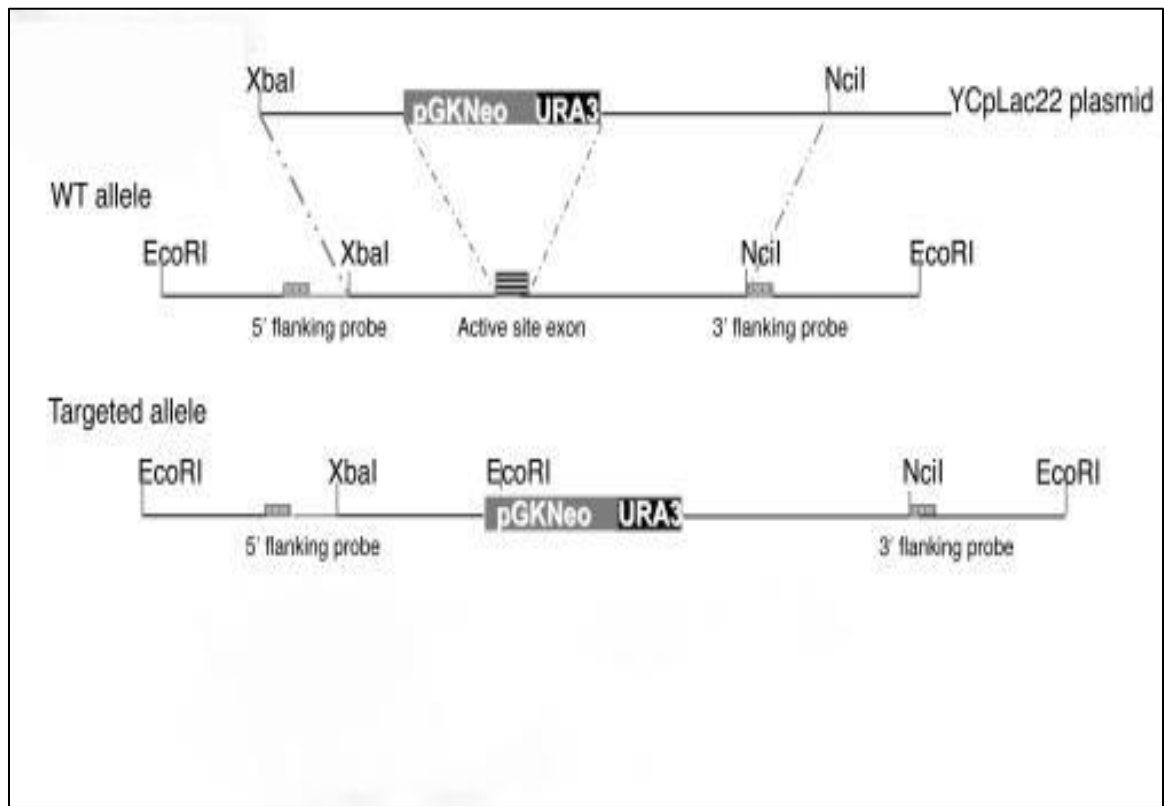 XbaI NciI
pGKNeo URA3 YCpLac22 plasmid
WT allele
EcoRI XbaI NciI EcoRI
5' flanking probe Active site exon 3' flanking probe
Targeted allele
EcoRI XbaI EcoRI NciI EcoRI
pGKNeo URA3
5' flanking probe 3' flanking probe